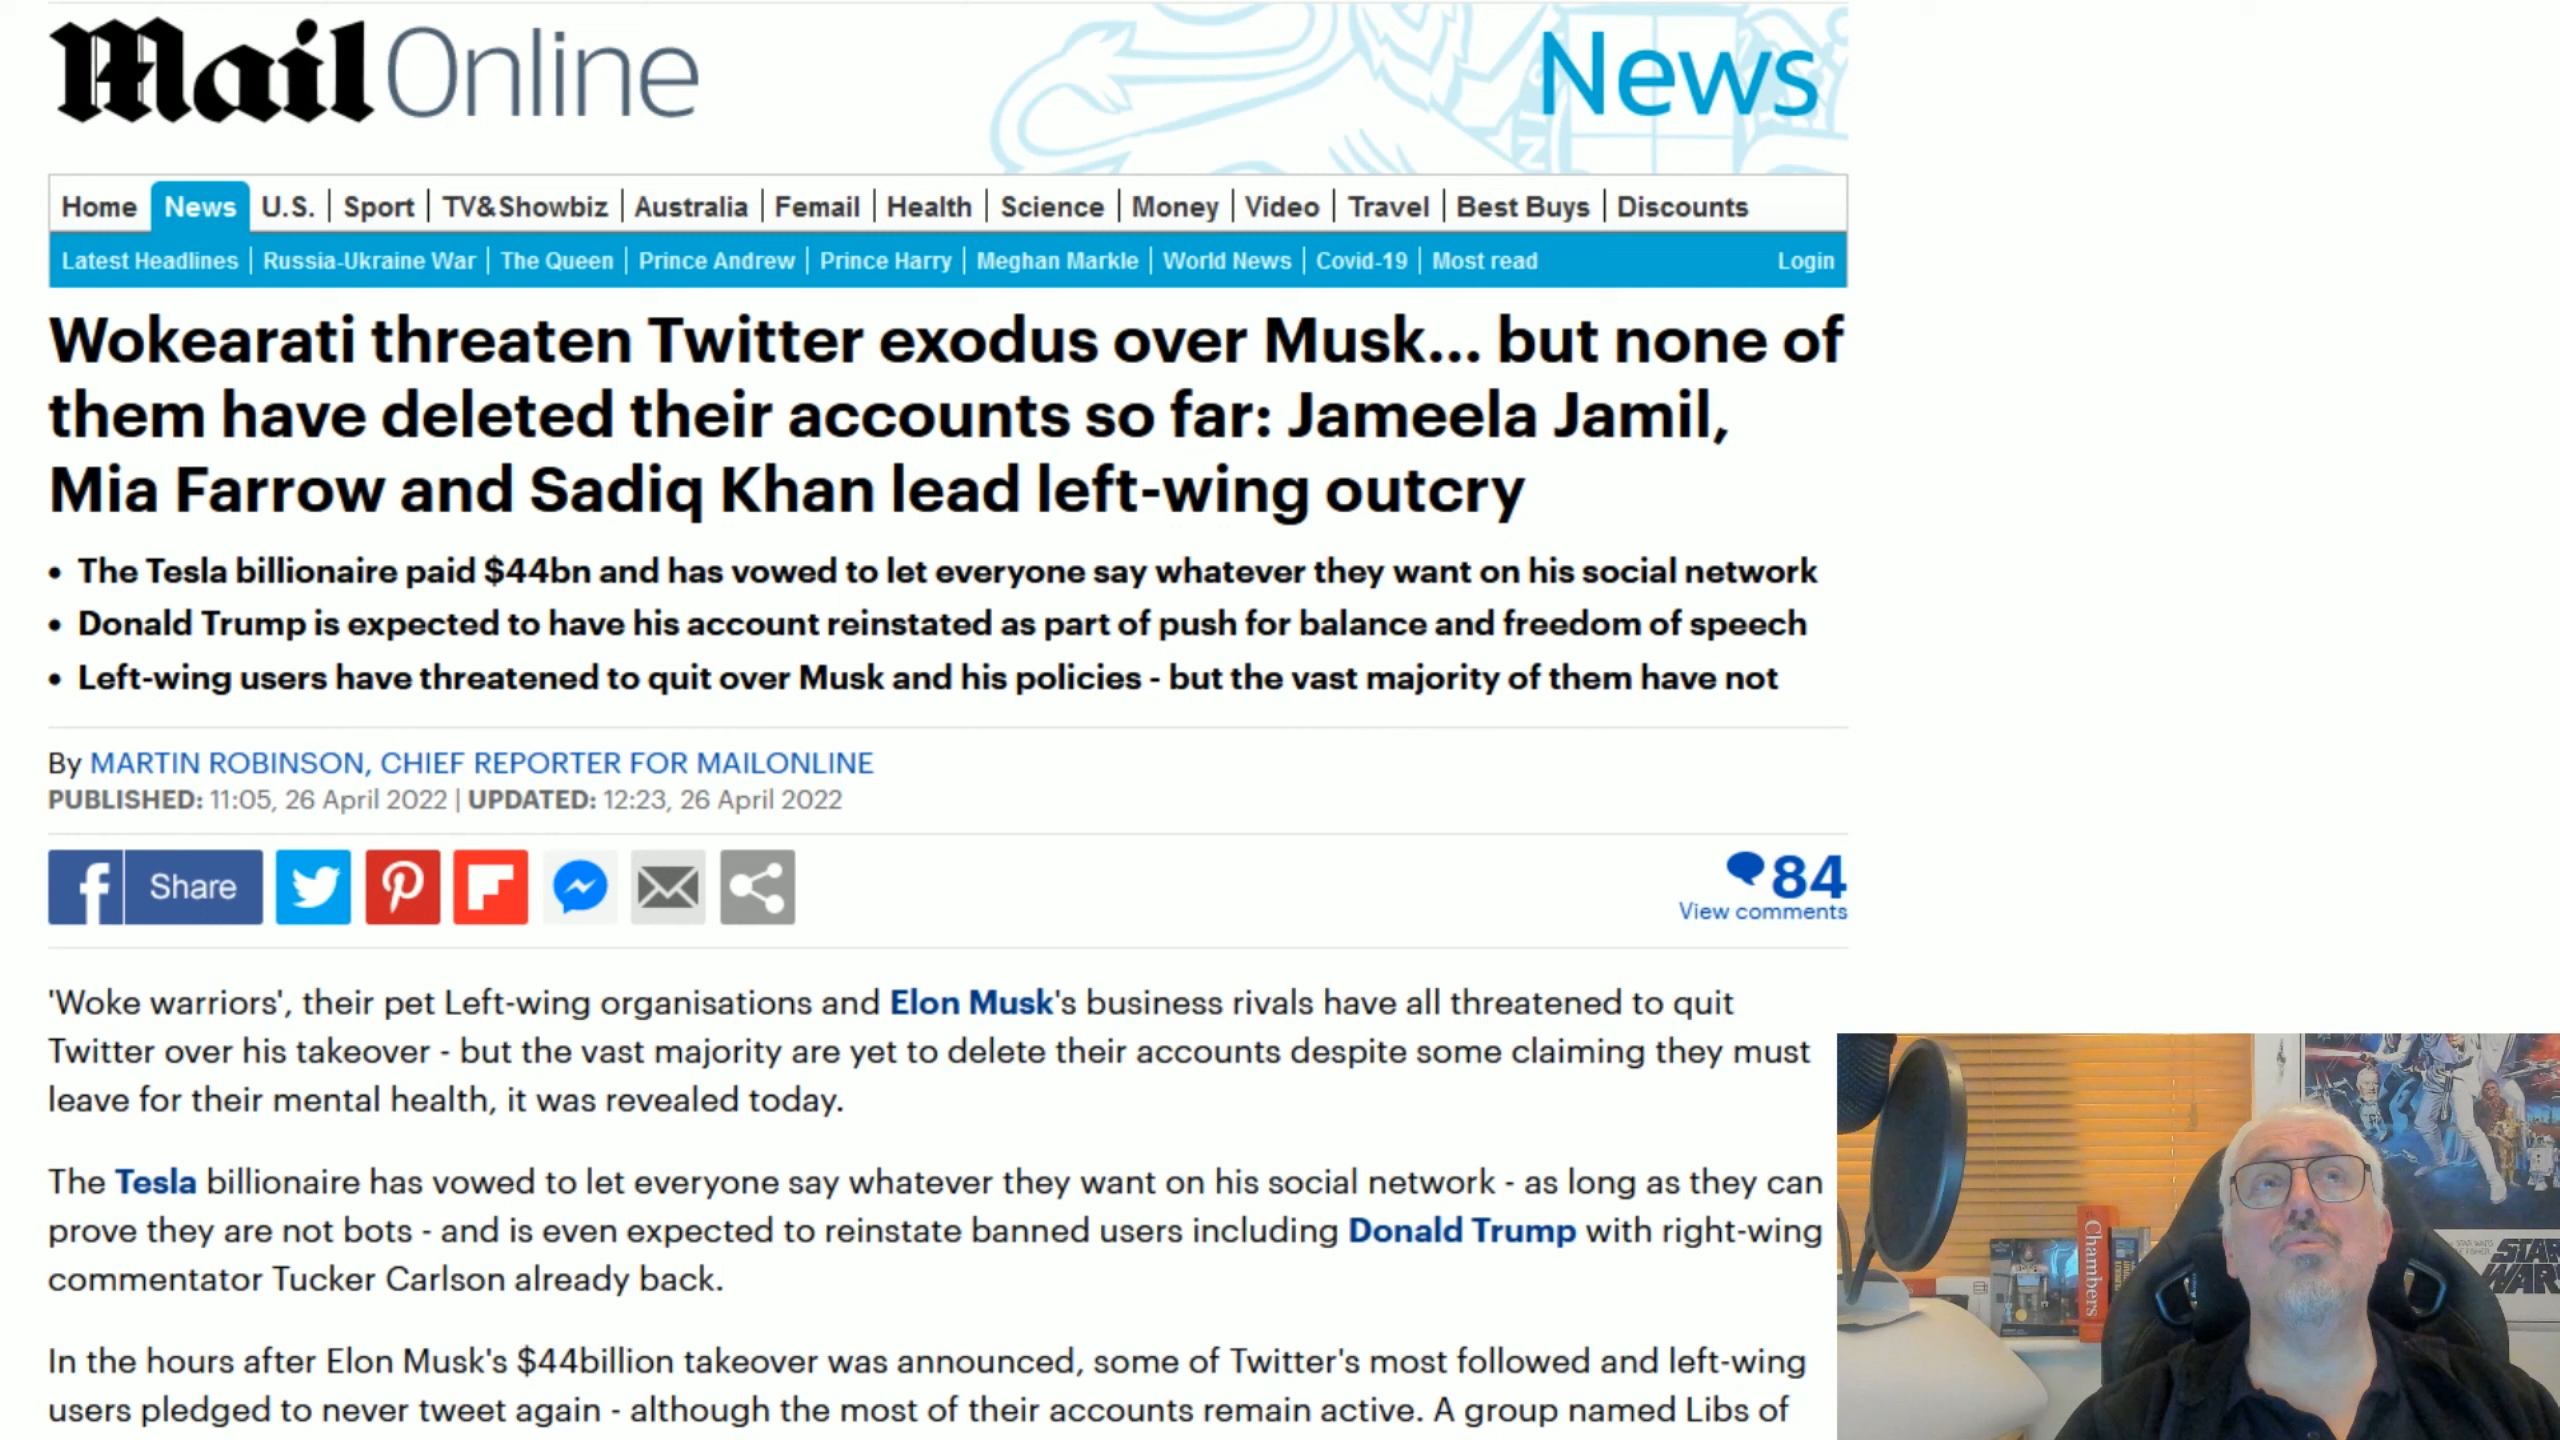 Mail Online
News
Home News U.S. Sport TV&Showbiz Australia Femail Health Science Money Video Travel Best Buys Discounts
Latest Headlines Russia-Ukraine War The Queen Prince Andrew Prince Harry Meghan Markle World News Covid-19 Most read Login
Wokearati threaten Twitter exodus over Musk... but none of
them have deleted their accounts so far: Jameela Jamil,
Mia Farrow and Sadiq Khan lead left-wing outcry
• The Tesla billionaire paid $44bn and has vowed to let everyone say whatever they want on his social network
• Donald Trump is expected to have his account reinstated as part of push for balance and freedom of speech
• Left-wing users have threatened to quit over Musk and his policies - but the vast majority of them have not
By MARTIN ROBINSON, CHIEF REPORTER FOR MAILONLINE
PUBLISHED: 11:05, 26 April 2022 | UPDATED: 12:23, 26 April 2022
Share
84
View comments
'Woke warriors', their pet Left-wing organisations and Elon Musk's business rivals have all threatened to quit
Twitter over his takeover - but the vast majority are yet to delete their accounts despite some claiming they must
leave for their mental health, it was revealed today.
The Tesla billionaire has vowed to let everyone say whatever they want on his social network - as long as they can
prove they are not bots - and is even expected to reinstate banned users including Donald Trump with right-wing
commentator Tucker Carlson already back.
In the hours after Elon Musk's $44billion takeover was announced, some of Twitter's most followed and left-wing
users pledged to never tweet again - although the most of their accounts remain active. A group named Libs of
Chambers
STAR
WAR